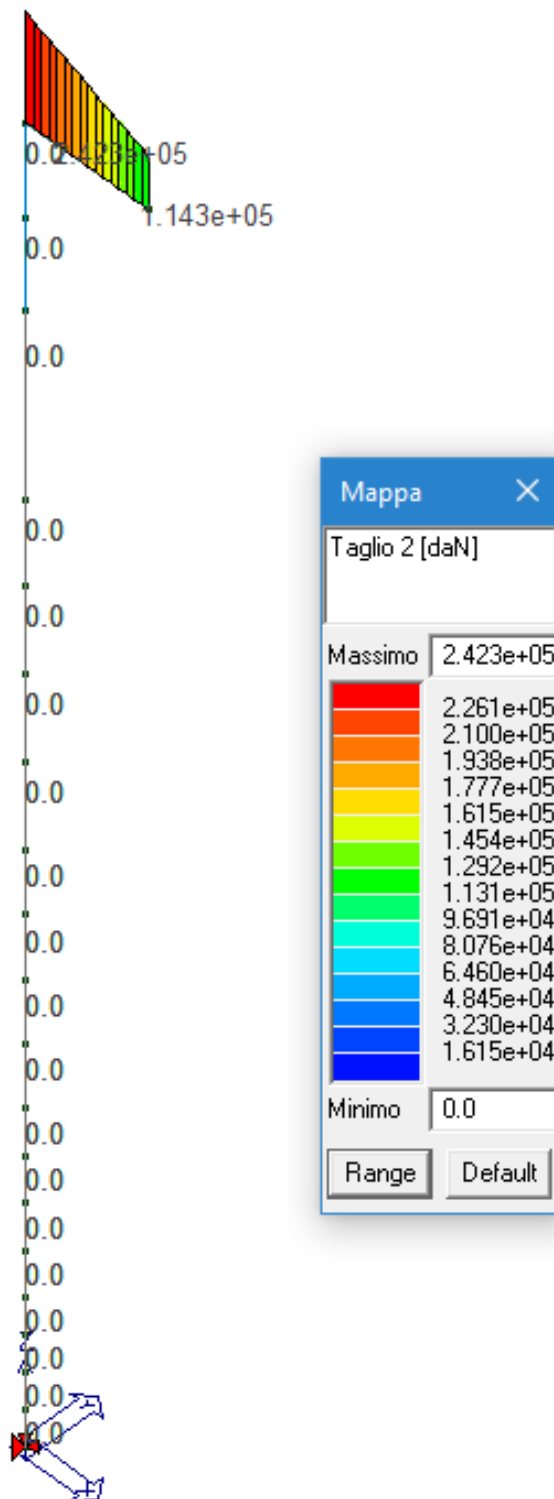 0.0
2.423e+05
1.143e+05
0.0
0.0
Mappa
Taglio 2 [daN]
0.0
0.0
Massimo 2.423e+05
2.261e+05
2.100e+05
1.938e+05
1.777e+05
1.615e+05
1.454e+05
1.292e+05
1.131e+05
9.691e+04
8.076e+04
6.460e+04
4.845e+04
3.230e+04
1.615e+04
Minimo 0.0
Range Default
0.0
0.0
0.0
0.0
0.0
0.0
0.0
0.0
0.0
0.0
0.0
0.0
0.0
0.0